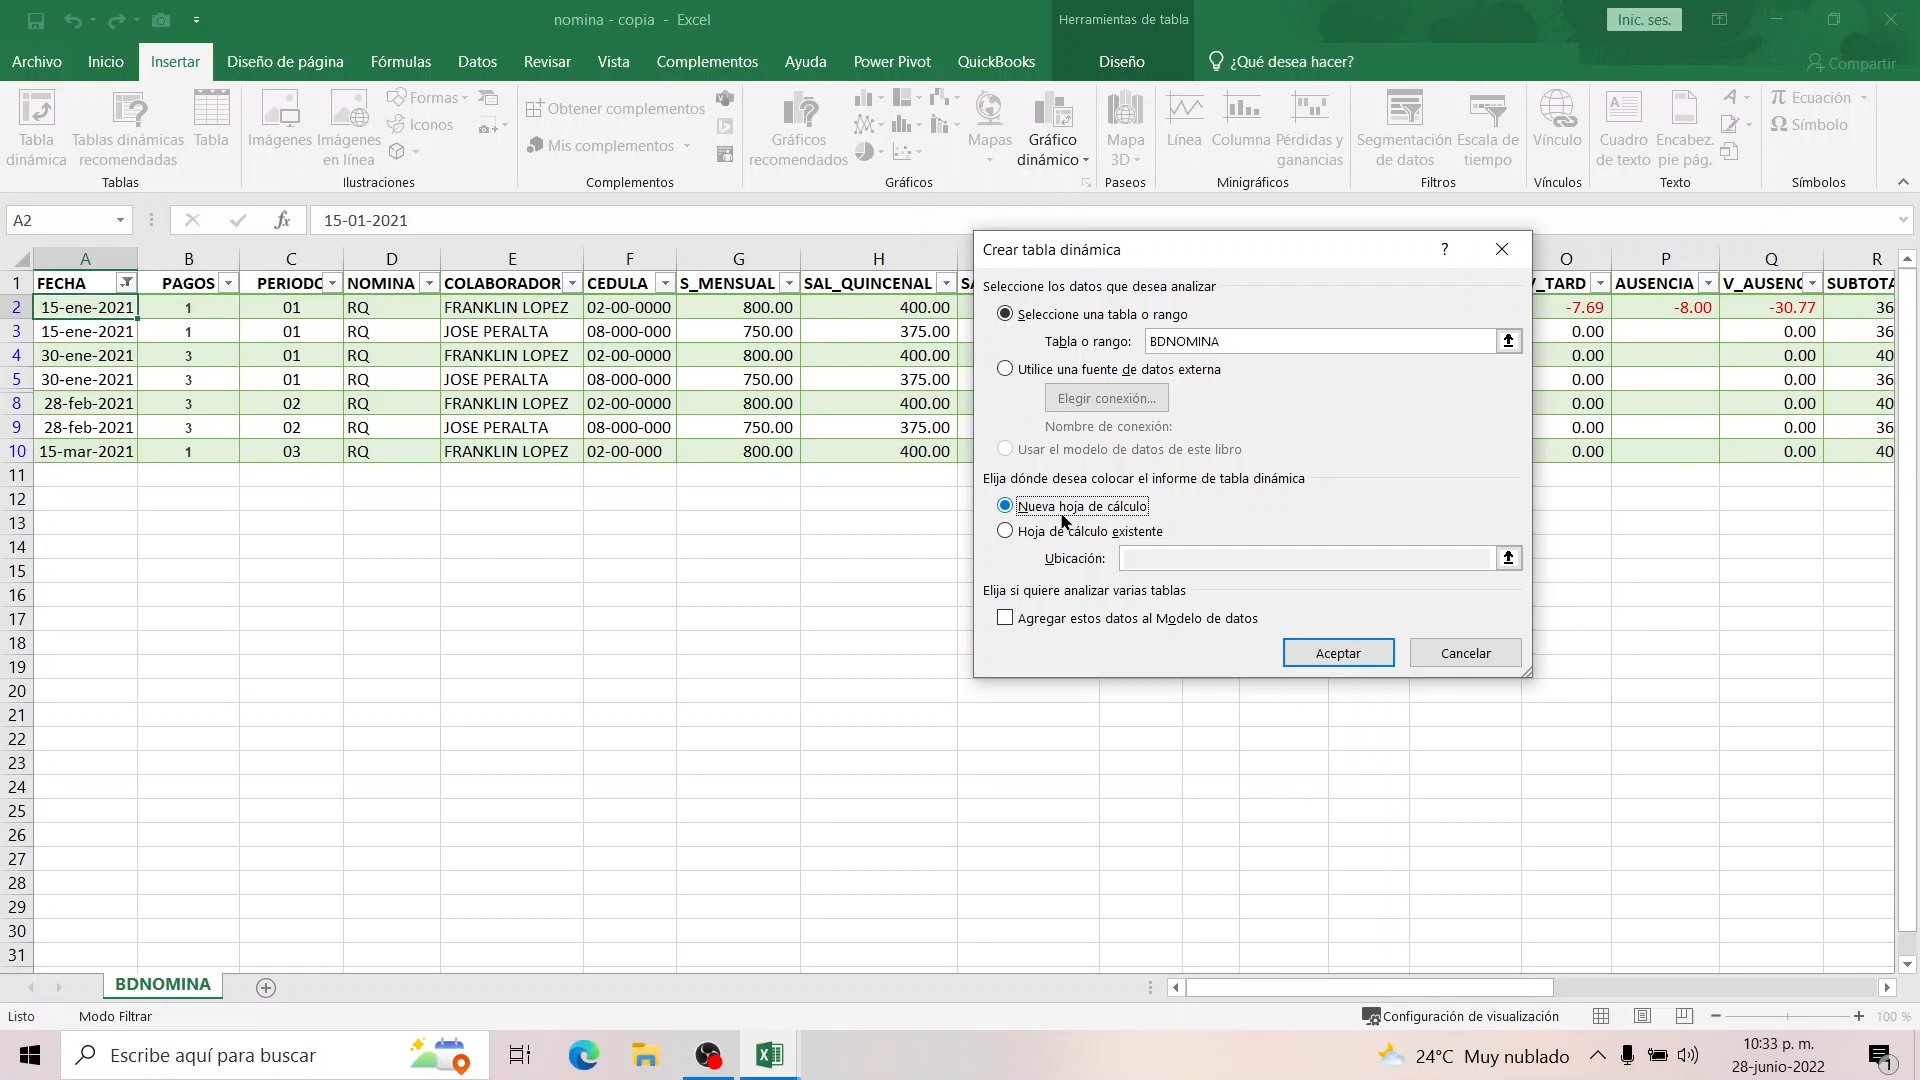 nomina - copia - Excel
Herramientas de tabla
Inic. ses.
Archivo Inicio Insertar Diseño de página Fórmulas Datos Revisar Vista Complementos Ayuda Power Pivot QuickBooks Diseño ¿Qué desea hacer? Compartir
Tabla dinámica
Tablas dinámicas recomendadas
Tabla
Tablas
Imágenes
Imágenes en línea
Formas
Iconos
Ilustraciones
Obtener complementos
Mis complementos
Complementos
Gráficos recomendados
Mapas
Gráfico dinámico
Gráficos
Mapa 3D
Paseos
Línea
Columna
Pérdidas y ganancias
Minigráficos
Segmentación de datos
Escala de tiempo
Filtros
Vínculo
Vínculos
Cuadro de texto
Encabez. pie pág.
Texto
Ecuación
Símbolo
Símbolos
A2 fx 15-01-2021
A B C D E F G H O P Q R
1 FECHA PAGOS PERIODO NOMINA COLABORADOR CEDULA S_MENSUAL SAL_QUINCENAL SA /_TARD AUSENCIA V_AUSENC SUBTOTA
2 15-ene-2021 1 01 RQ FRANKLIN LOPEZ 02-00-0000 800.00 400.00 -7.69 -8.00 -30.77 36
3 15-ene-2021 1 01 RQ JOSE PERALTA 08-000-000 750.00 375.00 0.00 0.00 36
4 30-ene-2021 3 01 RQ FRANKLIN LOPEZ 02-00-0000 800.00 400.00 0.00 0.00 40
5 30-ene-2021 3 01 RQ JOSE PERALTA 08-000-000 750.00 375.00 0.00 0.00 36
8 28-feb-2021 3 02 RQ FRANKLIN LOPEZ 02-00-0000 800.00 400.00 0.00 0.00 40
9 28-feb-2021 3 02 RQ JOSE PERALTA 08-000-000 750.00 375.00 0.00 0.00 36
10 15-mar-2021 1 03 RQ FRANKLIN LOPEZ 02-00-000 800.00 400.00 0.00 0.00 40
11
12
13
14
15
16
17
18
19
20
21
22
23
24
25
26
27
28
29
30
31
Crear tabla dinámica ?
Seleccione los datos que desea analizar
Seleccione una tabla o rango
Tabla o rango: BDNOMINA
Utilice una fuente de datos externa
Elegir conexión...
Nombre de conexión:
Usar el modelo de datos de este libro
Elija dónde desea colocar el informe de tabla dinámica
Nueva hoja de cálculo
Hoja de cálculo existente
Ubicación:
Elija si quiere analizar varias tablas
Agregar estos datos al Modelo de datos
Aceptar Cancelar
BDNOMINA
Listo Modo Filtrar Configuración de visualización 100 %
Escribe aquí para buscar
24°C Muy nublado
10:33 p. m.
28-junio-2022
1